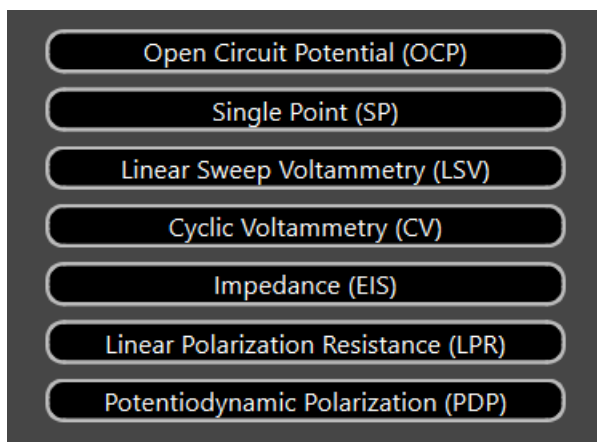 Open Circuit Potential (OCP)
Single Point (SP)
Linear Sweep Voltammetry (LSV)
Cyclic Voltammetry (CV)
Impedance (EIS)
Linear Polarization Resistance (LPR)
Potentiodynamic Polarization (PDP)